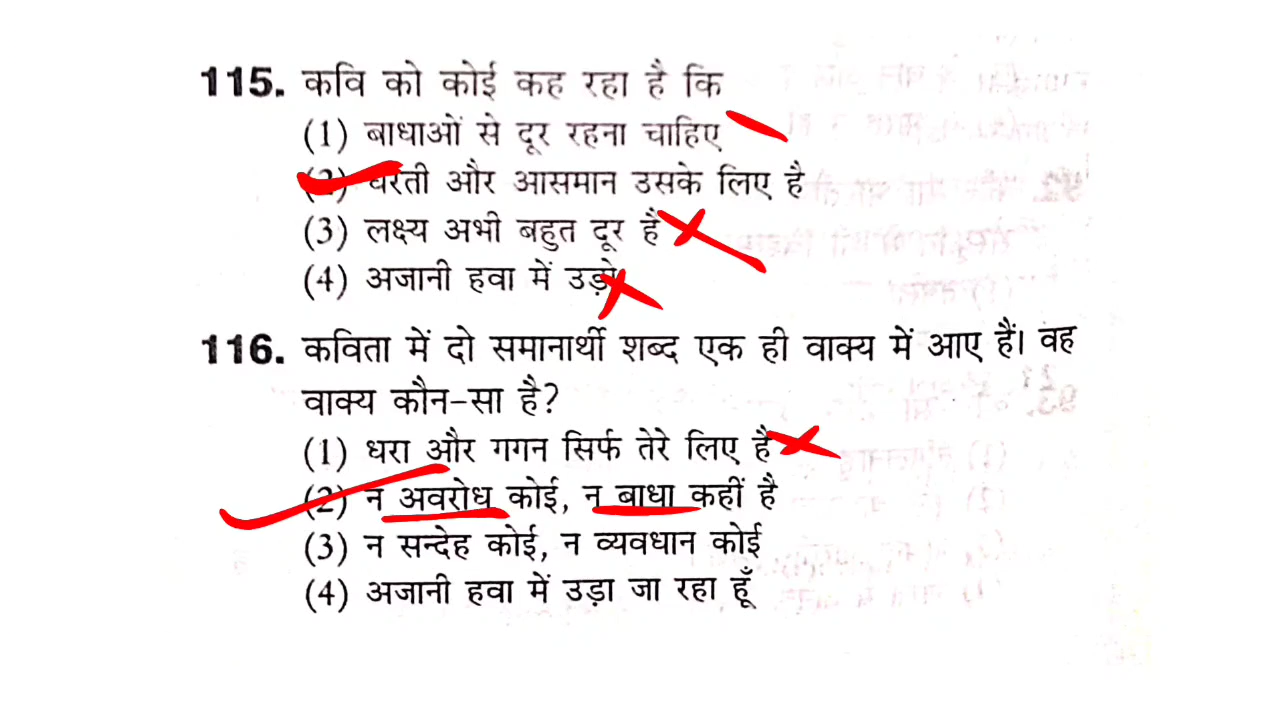 115. कवि को कोई कह रहा है कि
(1) बाधाओं से दूर रहना चाहिए
(2) धरती और आसमान उसके लिए है
(3) लक्ष्य अभी बहुत दूर है
(4) अजानी हवा में उड़ो
116. कविता में दो समानार्थी शब्द एक ही वाक्य में आए हैं। वह
वाक्य कौन-सा है?
(1) धरा और गगन सिर्फ तेरे लिए है
(2) न अवरोध कोई, न बाधा कहीं है
(3) न सन्देह कोई, न व्यवधान कोई
(4) अजानी हवा में उड़ा जा रहा हूँ